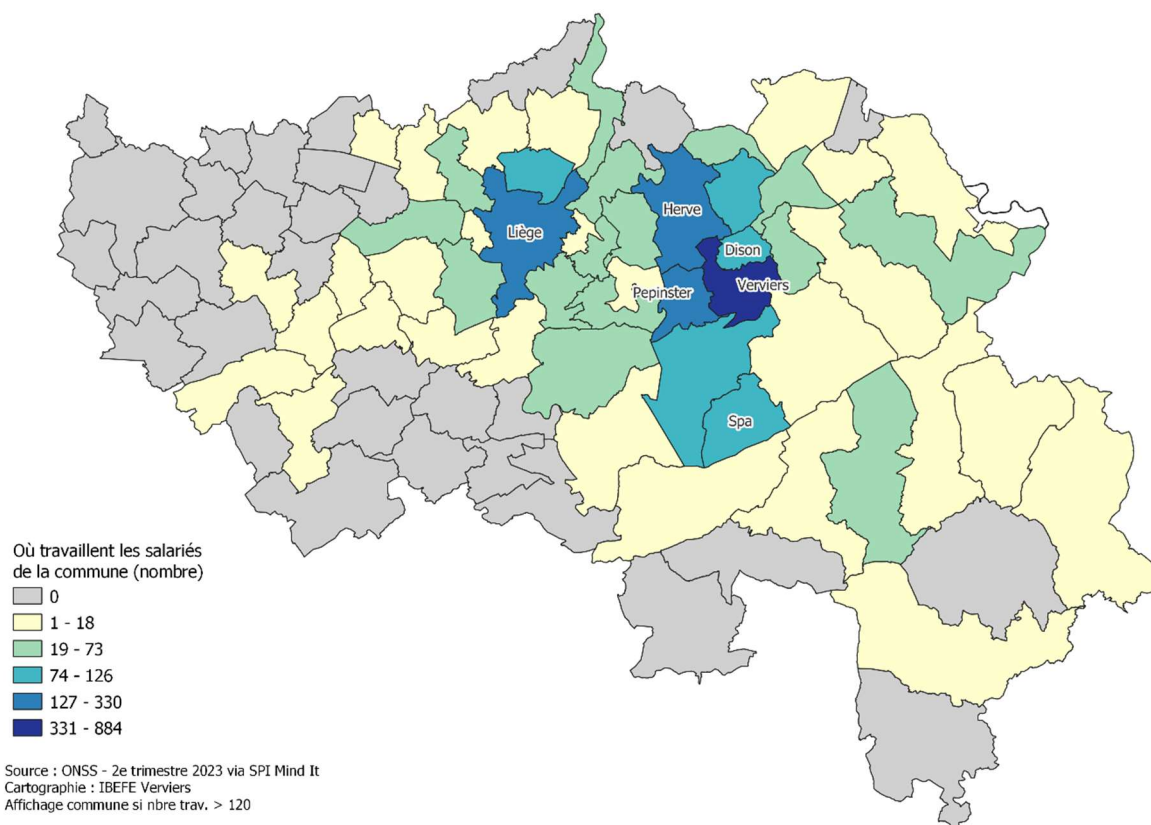 Herve
Liège
Dison
Pepinster
Verviers
Spa
Où travaillent les salariés
de la commune (nombre)
0
1 - 18
19 - 73
74 - 126
127 - 330
331 - 884
Source : ONSS - 2e trimestre 2023 via SPI Mind It
Cartographie : IBEFE Verviers
Affichage commune si nbre trav. > 120